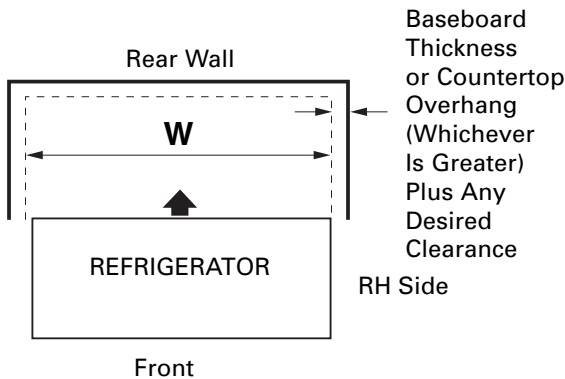 Rear Wall
W
REFRIGERATOR
Front
RH Side
Baseboard
Thickness
or Countertop
Overhang
(Whichever
Is Greater)
Plus Any
Desired
Clearance